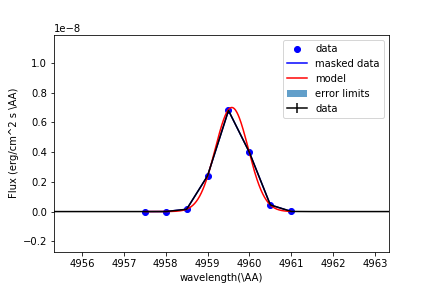 1e-8
data
masked data
model
error limits
data
1.0
0.8
0.6
0.4
0.2
0.0
−0.2
Flux (erg/cm^2 s \AA)
4956 4957 4958 4959 4960 4961 4962 4963
wavelength(\AA)